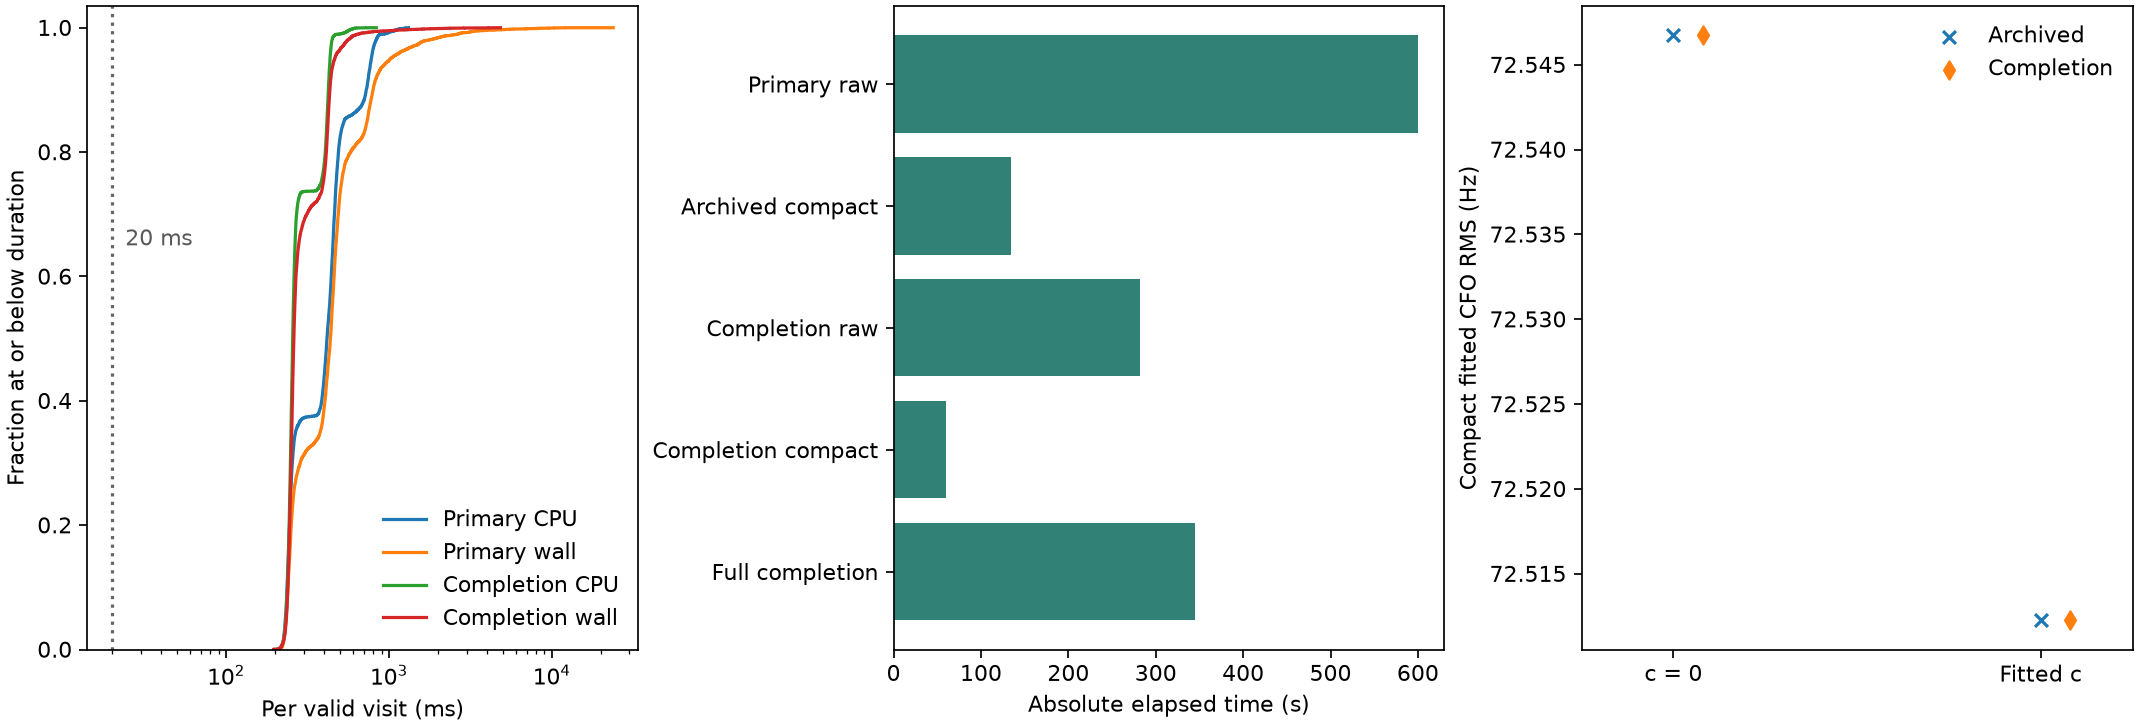 Fraction at or below duration
1.0
0.8
0.6
0.4
0.2
0.0
20 ms
Primary CPU
Primary wall
Completion CPU
Completion wall
10²
10³
10⁴
Per valid visit (ms)
Primary raw
Archived compact
Completion raw
Completion compact
Full completion
0 100 200 300 400 500 600
Absolute elapsed time (s)
Compact fitted CFO RMS (Hz)
72.545
72.540
72.535
72.530
72.525
72.520
72.515
Archived
Completion
c = 0
Fitted c